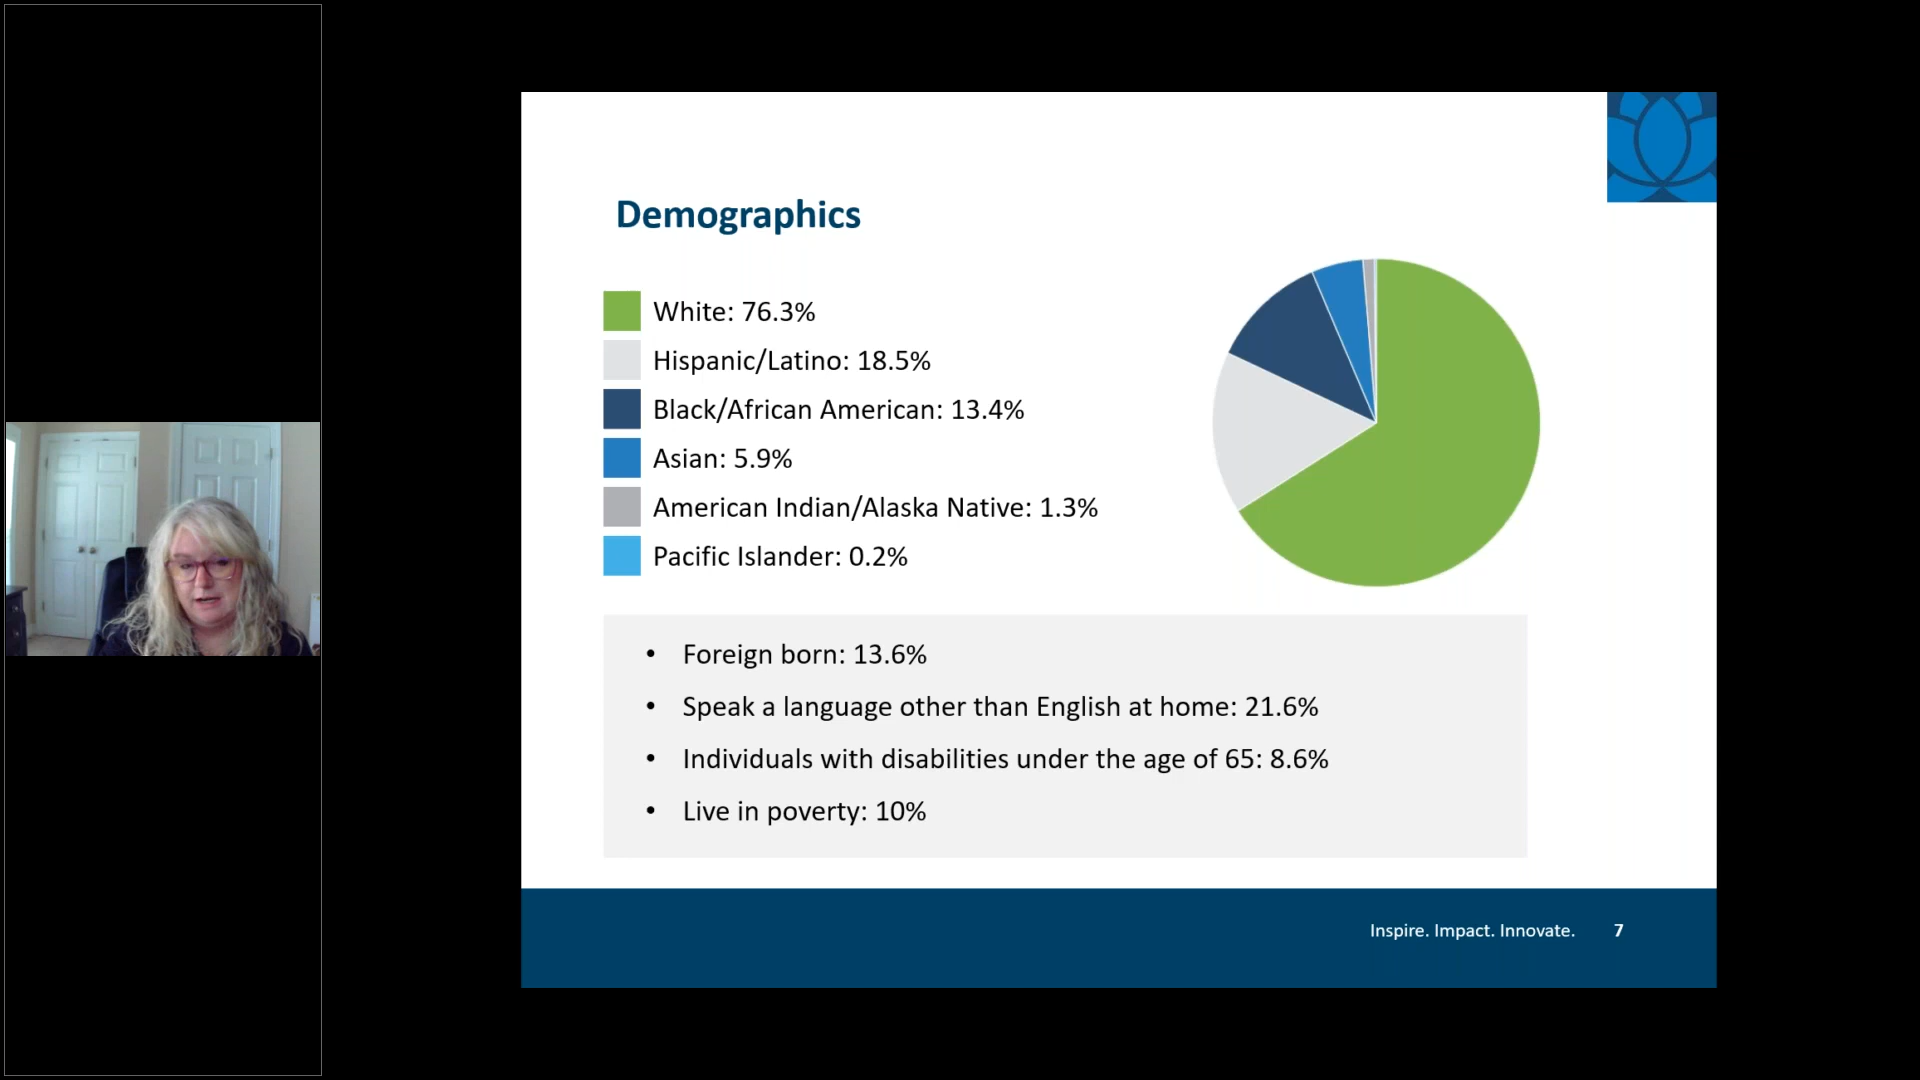 Demographics
White: 76.3%
Hispanic/Latino: 18.5%
Black/African American: 13.4%
Asian: 5.9%
American Indian/Alaska Native: 1.3%
Pacific Islander: 0.2%
• Foreign born: 13.6%
• Speak a language other than English at home: 21.6%
• Individuals with disabilities under the age of 65: 8.6%
• Live in poverty: 10%
Inspire. Impact. Innovate. 7